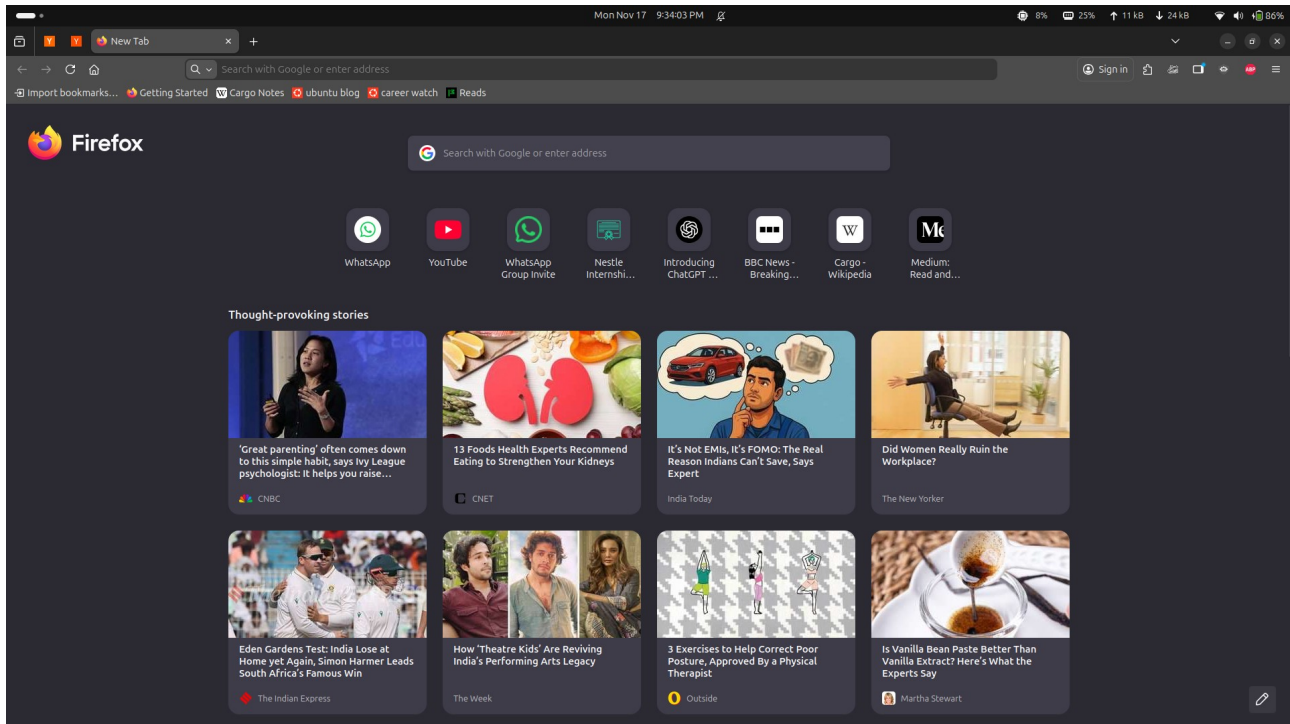 Mon Nov 17 9:34:03 PM
8% 25% ↑ 11 kB ↓ 24 kB 86%
Y Y New Tab × +
Search with Google or enter address
Sign in
ABP
Import bookmarks... Getting Started W Cargo Notes ubuntu blog career watch Reads
Firefox
Search with Google or enter address
W
Me
WhatsApp
YouTube
WhatsApp
Group Invite
Nestle
Internshi...
Introducing
ChatGPT ...
BBC News -
Breaking...
Cargo -
Wikipedia
Medium:
Read and...
Thought-provoking stories
Edu
'Great parenting' often comes down
to this simple habit, says Ivy League
psychologist: It helps you raise...
CNBC
13 Foods Health Experts Recommend
Eating to Strengthen Your Kidneys
CNET
It's Not EMIs, It's FOMO: The Real
Reason Indians Can't Save, Says
Expert
India Today
Did Women Really Ruin the
Workplace?
The New Yorker
Eden Gardens Test: India Lose at
Home yet Again, Simon Harmer Leads
South Africa's Famous Win
The Indian Express
How 'Theatre Kids' Are Reviving
India's Performing Arts Legacy
The Week
3 Exercises to Help Correct Poor
Posture, Approved By a Physical
Therapist
Outside
Is Vanilla Bean Paste Better Than
Vanilla Extract? Here's What the
Experts Say
Martha Stewart